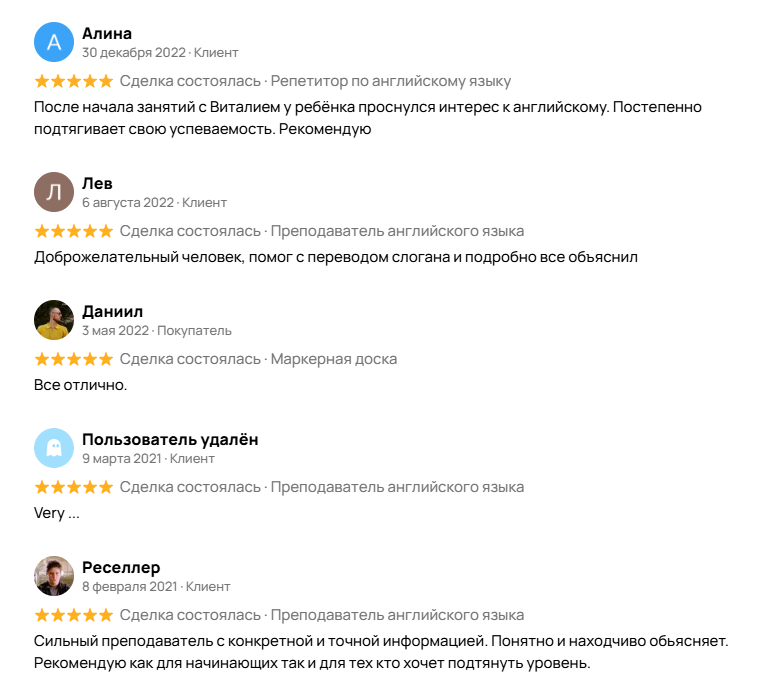 А
Алина
30 декабря 2022 · Клиент
Сделка состоялась · Репетитор по английскому языку
После начала занятий с Виталием у ребёнка проснулся интерес к английскому. Постепенно
подтягивает свою успеваемость. Рекомендую
Л
Лев
6 августа 2022 · Клиент
Сделка состоялась · Преподаватель английского языка
Доброжелательный человек, помог с переводом слогана и подробно все объяснил
Даниил
3 мая 2022 · Покупатель
Сделка состоялась · Маркерная доска
Все отлично.
Пользователь удалён
9 марта 2021 · Клиент
Сделка состоялась · Преподаватель английского языка
Very ...
Реселлер
8 февраля 2021 · Клиент
Сделка состоялась · Преподаватель английского языка
Сильный преподаватель с конкретной и точной информацией. Понятно и находчиво обьясняет.
Рекомендую как для начинающих так и для тех кто хочет подтянуть уровень.